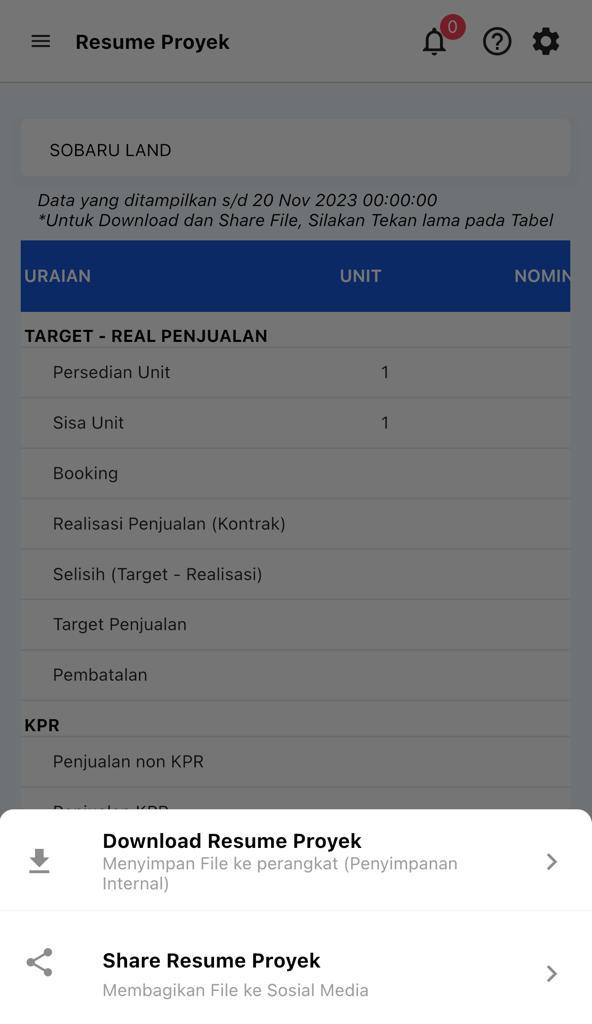 Resume Proyek
0
SOBARU LAND
Data yang ditampilkan s/d 20 Nov 2023 00:00:00
*Untuk Download dan Share File, Silakan Tekan lama pada Tabel
URAIAN UNIT NOMIN
TARGET - REAL PENJUALAN
Persedian Unit 1
Sisa Unit 1
Booking
Realisasi Penjualan (Kontrak)
Selisih (Target - Realisasi)
Target Penjualan
Pembatalan
KPR
Penjualan non KPR
Penjualan KPR
Download Resume Proyek
Menyimpan File ke perangkat (Penyimpanan
Internal)
Share Resume Proyek
Membagikan File ke Sosial Media